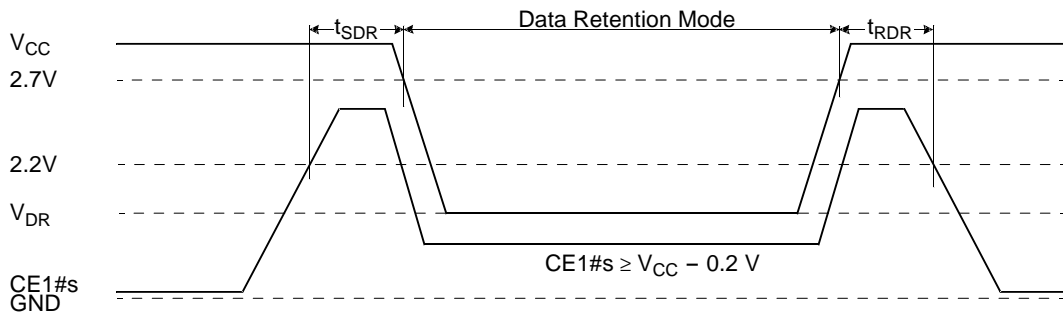 Data Retention Mode
tSDR
tRDR
VCC
2.7V
2.2V
VDR
CE1#s ≥ VCC − 0.2 V
CE1#s
GND